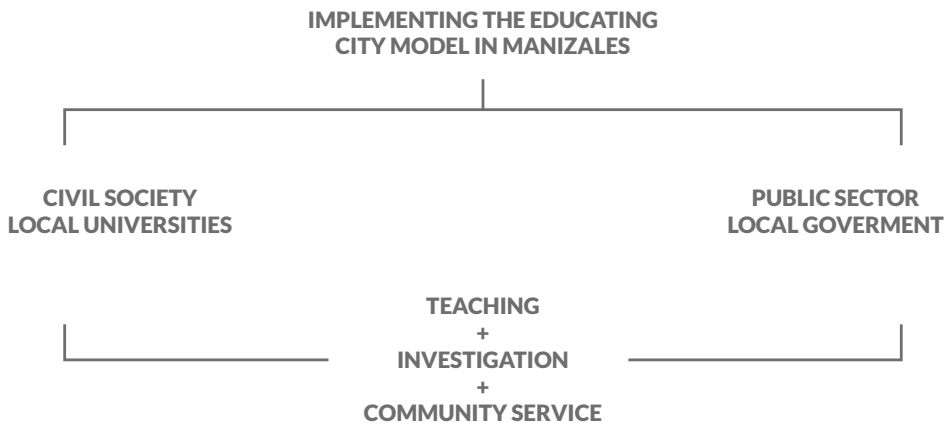 IMPLEMENTING THE EDUCATING
CITY MODEL IN MANIZALES
CIVIL SOCIETY
LOCAL UNIVERSITIES
PUBLIC SECTOR
LOCAL GOVERMENT
TEACHING
+
INVESTIGATION
+
COMMUNITY SERVICE